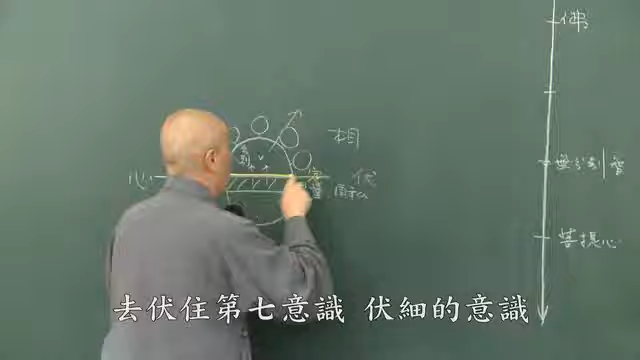 佛
相
心
伏
無分別智
菩提心
去伏住第七意識 伏細的意識